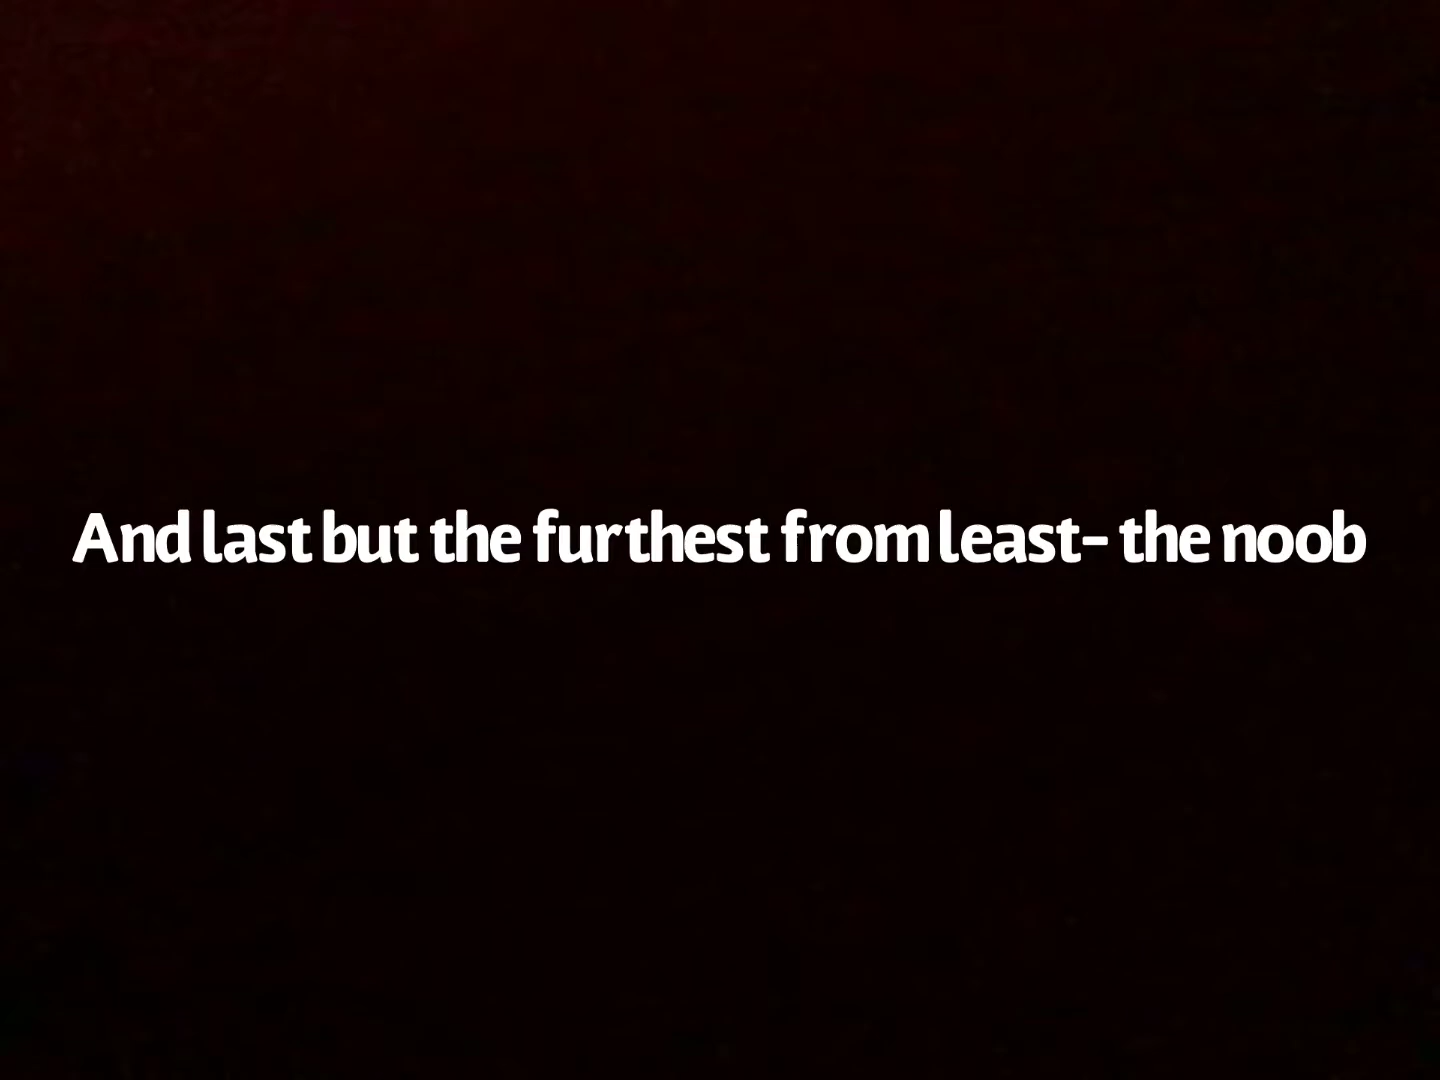 And last but the furthest from least- the noob